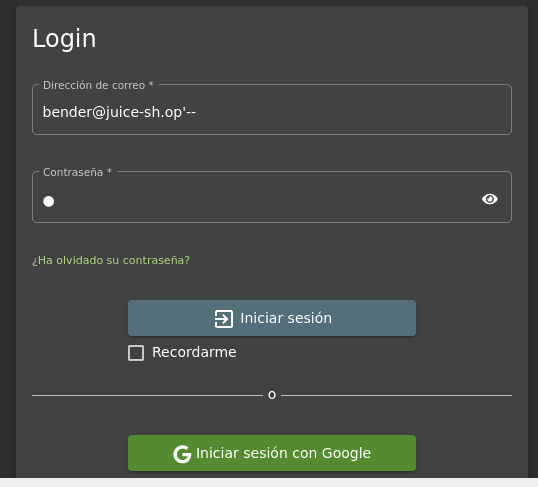 Login
Dirección de correo *
bender@juice-sh.op'--
Contraseña *
¿Ha olvidado su contraseña?
Iniciar sesión
Recordarme
o
Iniciar sesión con Google